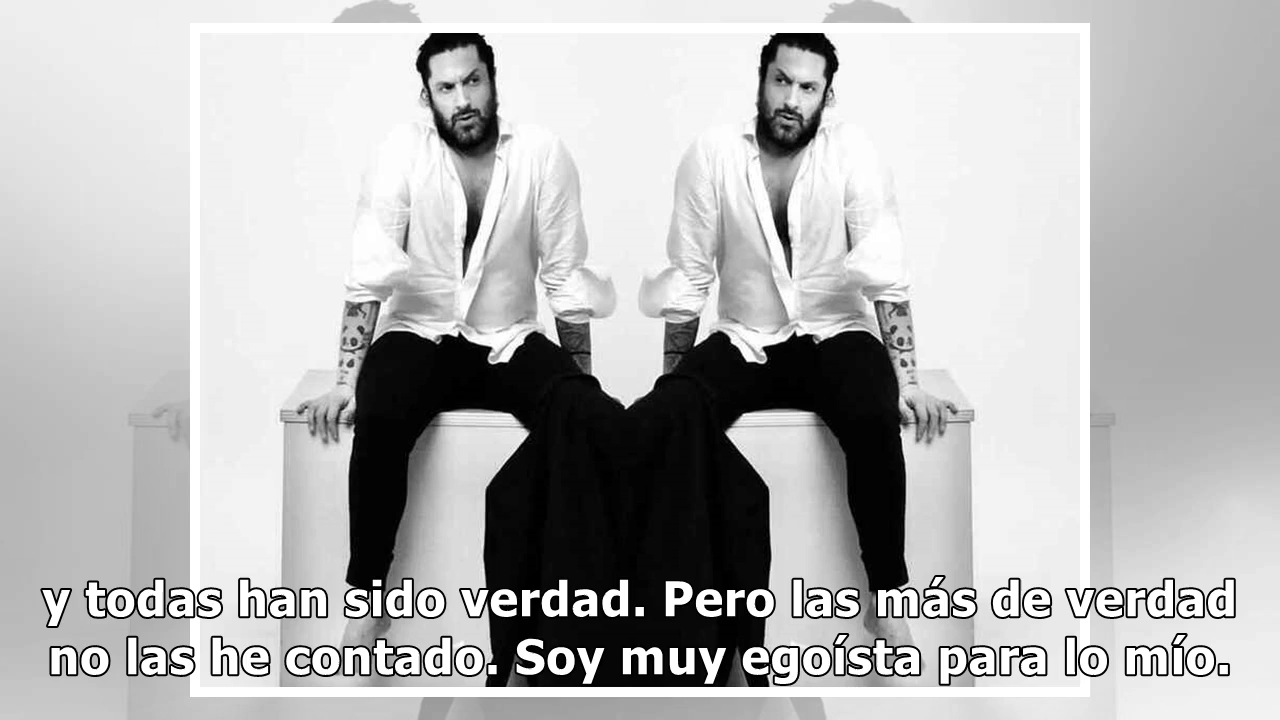 y todas han sido verdad. Pero las más de verdad
no las he contado. Soy muy egoísta para lo mío.